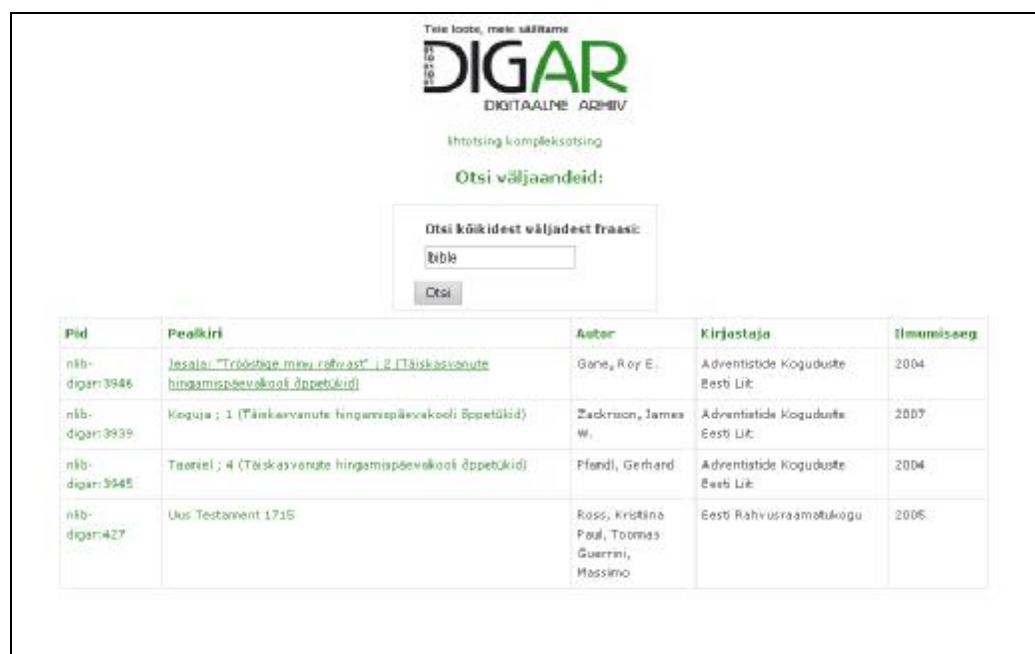 Teie loote, meie säilitame
DIGAR
DIGITAALNE ARHIIV
lihtotsing kompleksotsing
Otsi väljaandeid:
Otsi kõikidest väljadest fraasi:
bible
Otsi
Pid Pealkiri Autor Kirjastaja Ilmumisaeg
nlib- Jesaja: "Tröõstige minu rahvast" ; 2 (Täiskasvanute Gane, Roy E. Adventistide Koguduste 2004
digar:3946 hingamispäevakooli õppetükid) Eesti Liit
nlib- Koguja ; 1 (Täiskasvanute hingamispäevakooli õppetükid) Zackrison, James Adventistide Koguduste 2007
digar:3939 W. Eesti Liit
nlib- Taaniel ; 4 (Täiskasvanute hingamispäevakooli õppetükid) Pfandl, Gerhard Adventistide Koguduste 2004
digar:3945 Eesti Liit
nlib- Uus Testament 1715 Ross, Kristiina Eesti Rahvusraamatukogu 2005
digar:427 Paul, Toomas
Guerrini,
Massimo